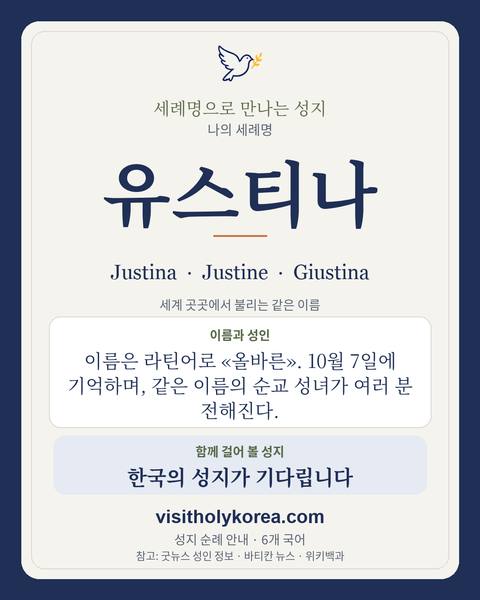 세례명으로 만나는 성지
나의 세례명
유스티나
Justina · Justine · Giustina
세계 곳곳에서 불리는 같은 이름
이름과 성인
이름은 라틴어로 «올바른». 10월 7일에
기억하며, 같은 이름의 순교 성녀가 여러 분
전해진다.
함께 걸어 볼 성지
한국의 성지가 기다립니다
visitholykorea.com
성지 순례 안내 · 6개 국어
참고: 굿뉴스 성인 정보 · 바티칸 뉴스 · 위키백과